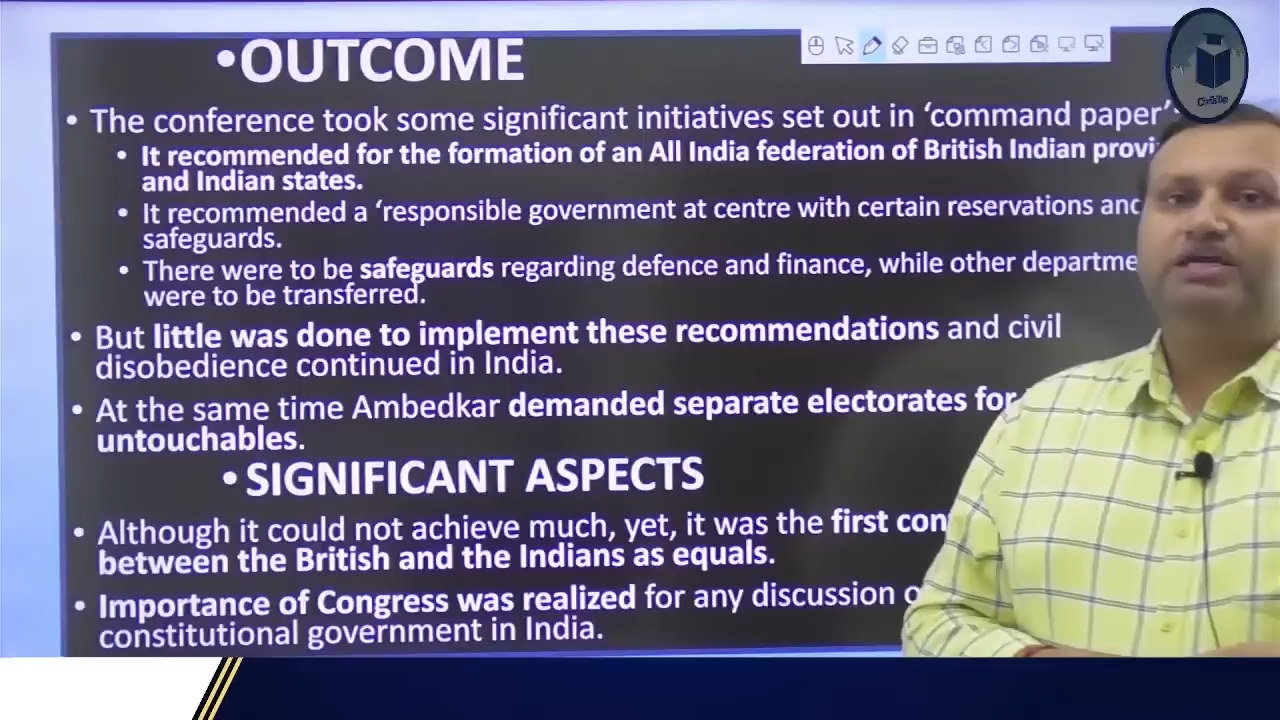 •OUTCOME
• The conference took some significant initiatives set out in ‘command paper’
• It recommended for the formation of an All India federation of British Indian
and Indian states.
• It recommended a ‘responsible government at centre with certain reservations and
safeguards.
• There were to be safeguards regarding defence and finance, while other
were to be transferred.
• But little was done to implement these recommendations and civil
disobedience continued in India.
• At the same time Ambedkar demanded separate electorates for
untouchables.
•SIGNIFICANT ASPECTS
• Although it could not achieve much, yet, it was the first
between the British and the Indians as equals.
• Importance of Congress was realized for any discussion
constitutional government in India.